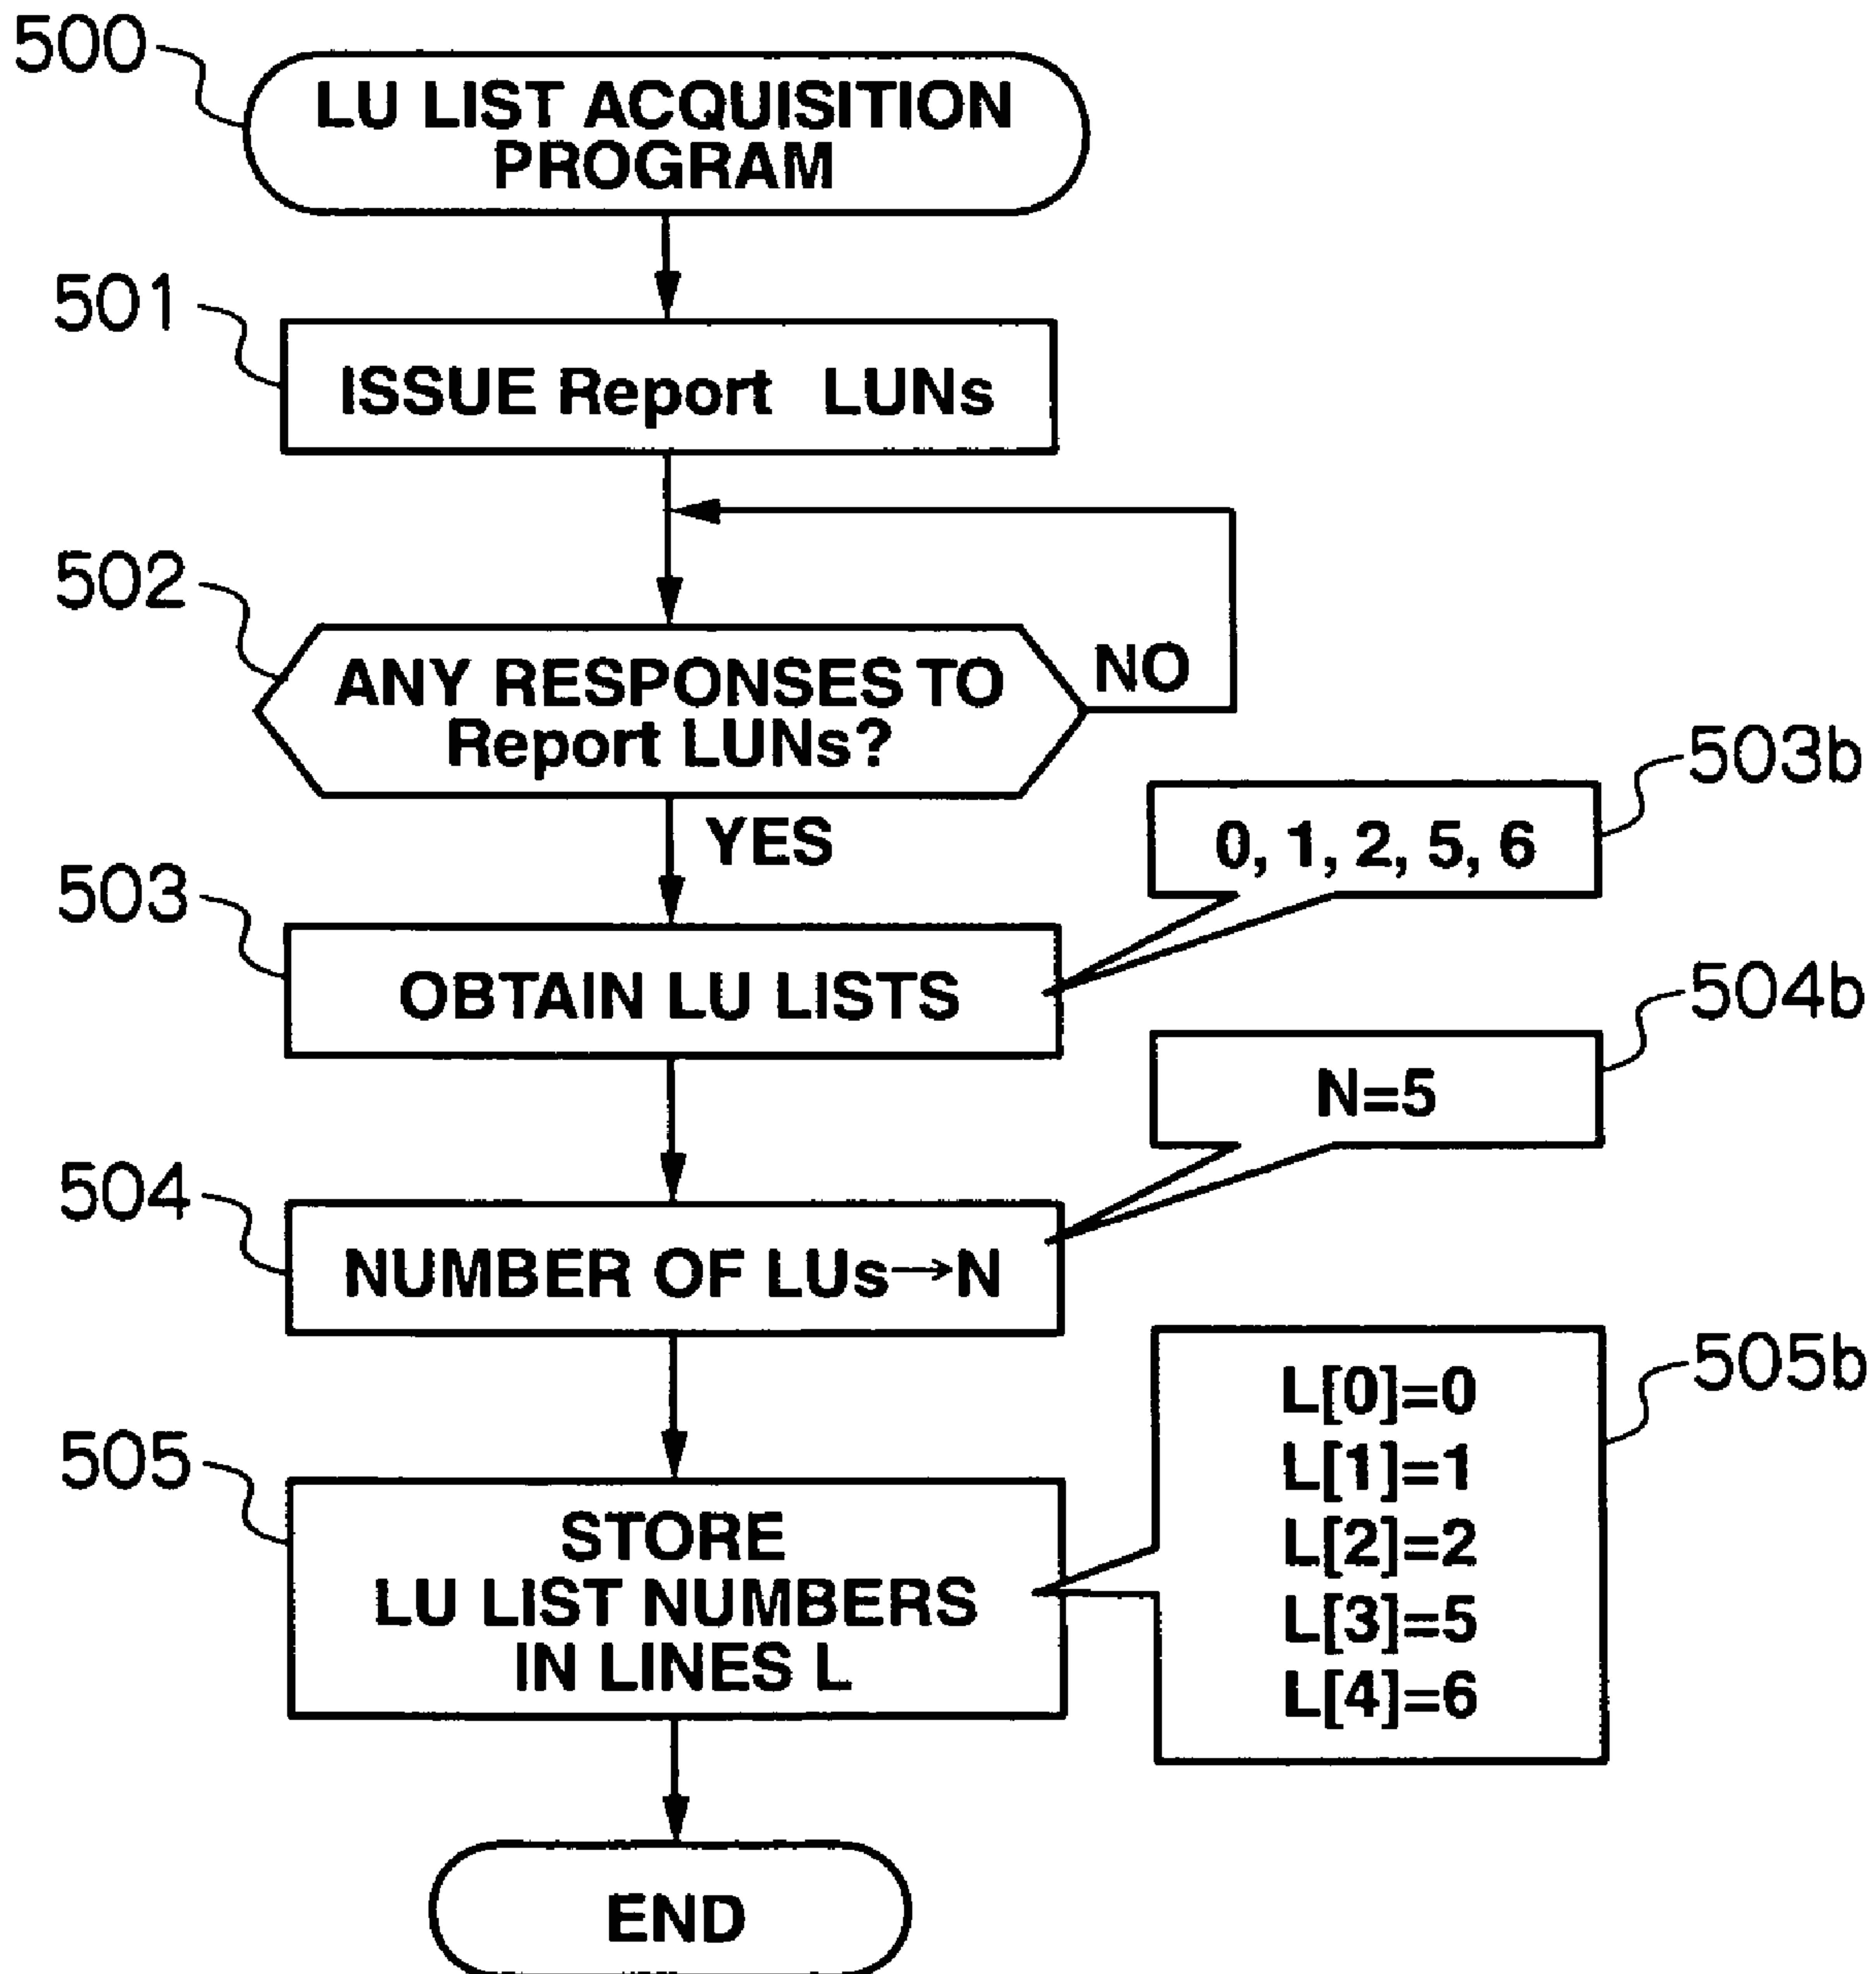 500
LU LIST ACQUISITION
PROGRAM
501
ISSUE Report LUNs
502
ANY RESPONSES TO
Report LUNs?
NO
YES
503b
0, 1, 2, 5, 6
503
OBTAIN LU LISTS
504b
N=5
504
NUMBER OF LUs→N
505b
L[0]=0
L[1]=1
L[2]=2
L[3]=5
L[4]=6
505
STORE
LU LIST NUMBERS
IN LINES L
END